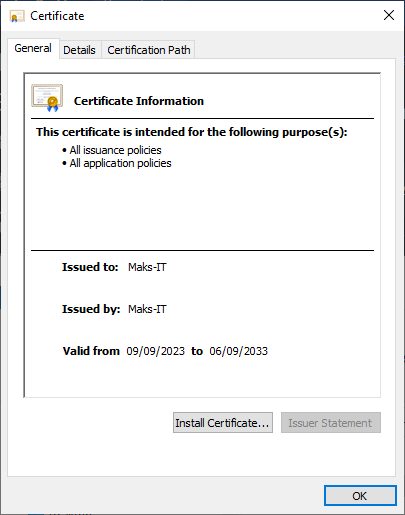 Certificate
General
Details
Certification Path
Certificate Information
This certificate is intended for the following purpose(s):
• All issuance policies
• All application policies
Issued to: Maks-IT
Issued by: Maks-IT
Valid from 09/09/2023 to 06/09/2033
Install Certificate...
Issuer Statement
OK